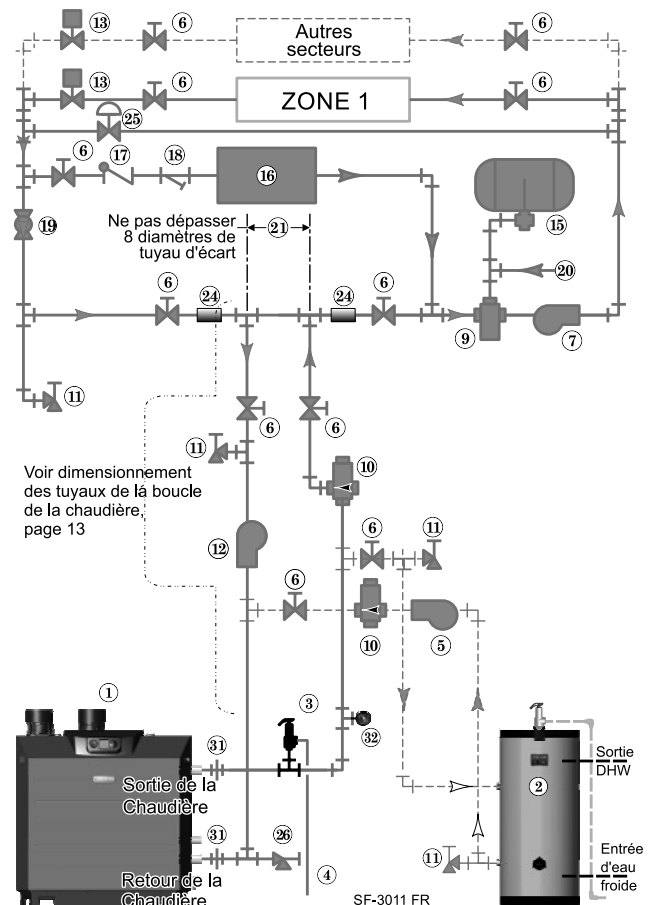 13
6
Autres
secteurs
6
13
6
ZONE 1
6
25
6
17
18
16
15
19
Ne pas dépasser
8 diamètres de
tuyau d'écart
21
20
6
24
24
6
9
7
11
6
6
11
10
Voir dimensionnement
des tuyaux de la boucle
de la chaudière,
page 13
12
6
11
6
10
5
1
3
31
32
2
Sortie
DHW
Sortie de la
Chaudière
31
26
11
Entrée
d'eau
froide
4
Retour de la
Chaudière
SF-3011 FR